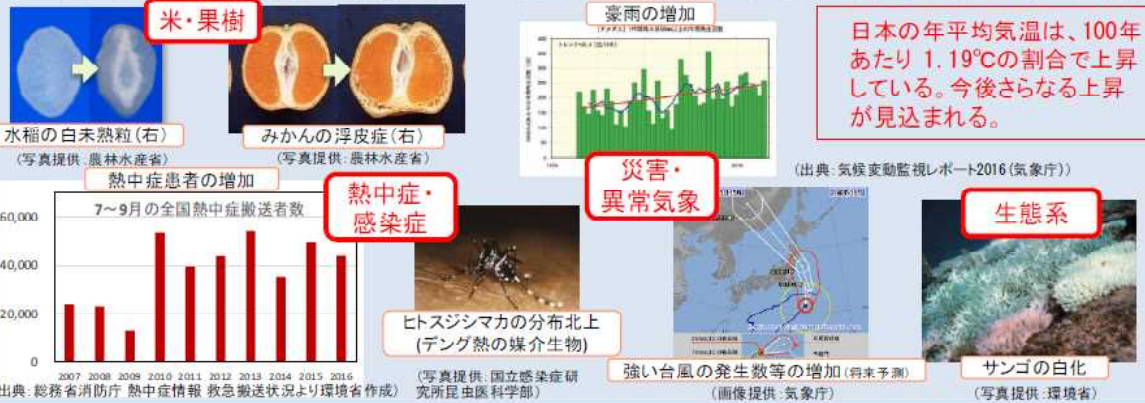 米・果樹
水稲の白未熟粒(右)
(写真提供:農林水産省)
みかんの浮皮症(右)
(写真提供:農林水産省)
豪雨の増加
日本の年平均気温は、100年
あたり 1.19℃の割合で上昇
している。今後さらなる上昇
が見込まれる。
(出典:気候変動監視レポート2016(気象庁))
熱中症患者の増加
7～9月の全国熱中症搬送者数
60,000
40,000
20,000
0
2007 2008 2009 2010 2011 2012 2013 2014 2015 2016
出典:総務省消防庁 熱中症情報 救急搬送状況より環境省作成)
熱中症・
感染症
ヒトスジシマカの分布北上
(デング熱の媒介生物)
(写真提供:国立感染症研
究所昆虫医科学部)
災害・
異常気象
強い台風の発生数等の増加(将来予測)
(画像提供:気象庁)
生態系
サンゴの白化
(写真提供:環境省)